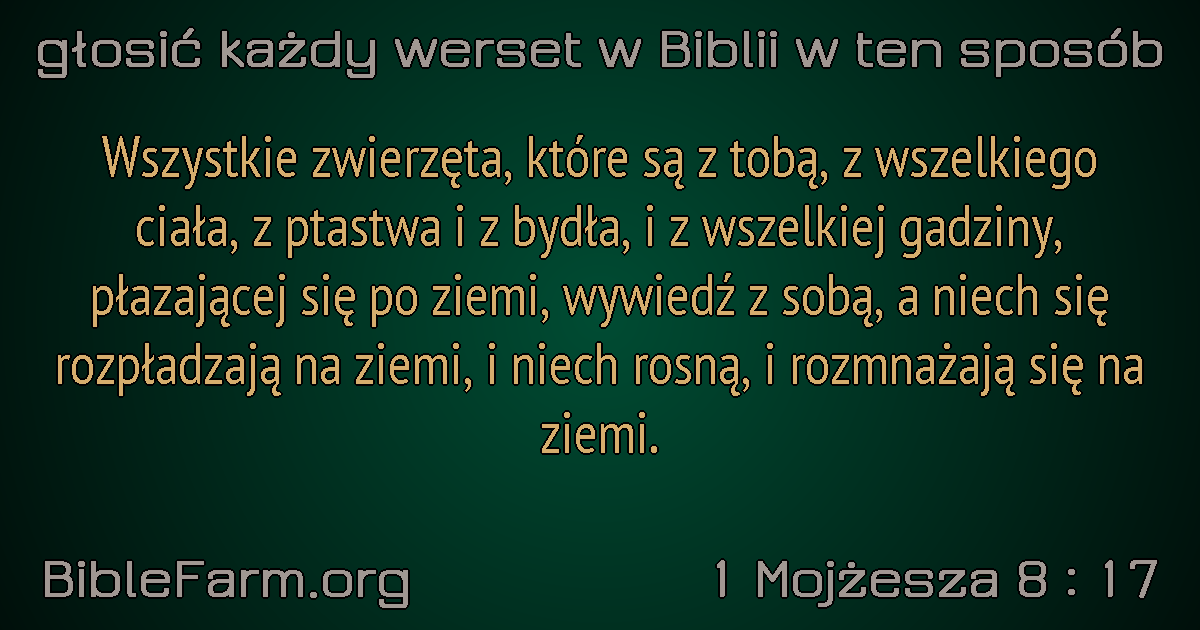 głosić każdy werset w Biblii w ten sposób
Wszystkie zwierzęta, które są z tobą, z wszelkiego
ciała, z ptastwa i z bydła, i z wszelkiej gadziny,
płazającej się po ziemi, wywiedź z sobą, a niech się
rozpładzają na ziemi, i niech rosną, i rozmnażają się na
ziemi.
BibleFarm.org
1 Mojżesza 8 : 17